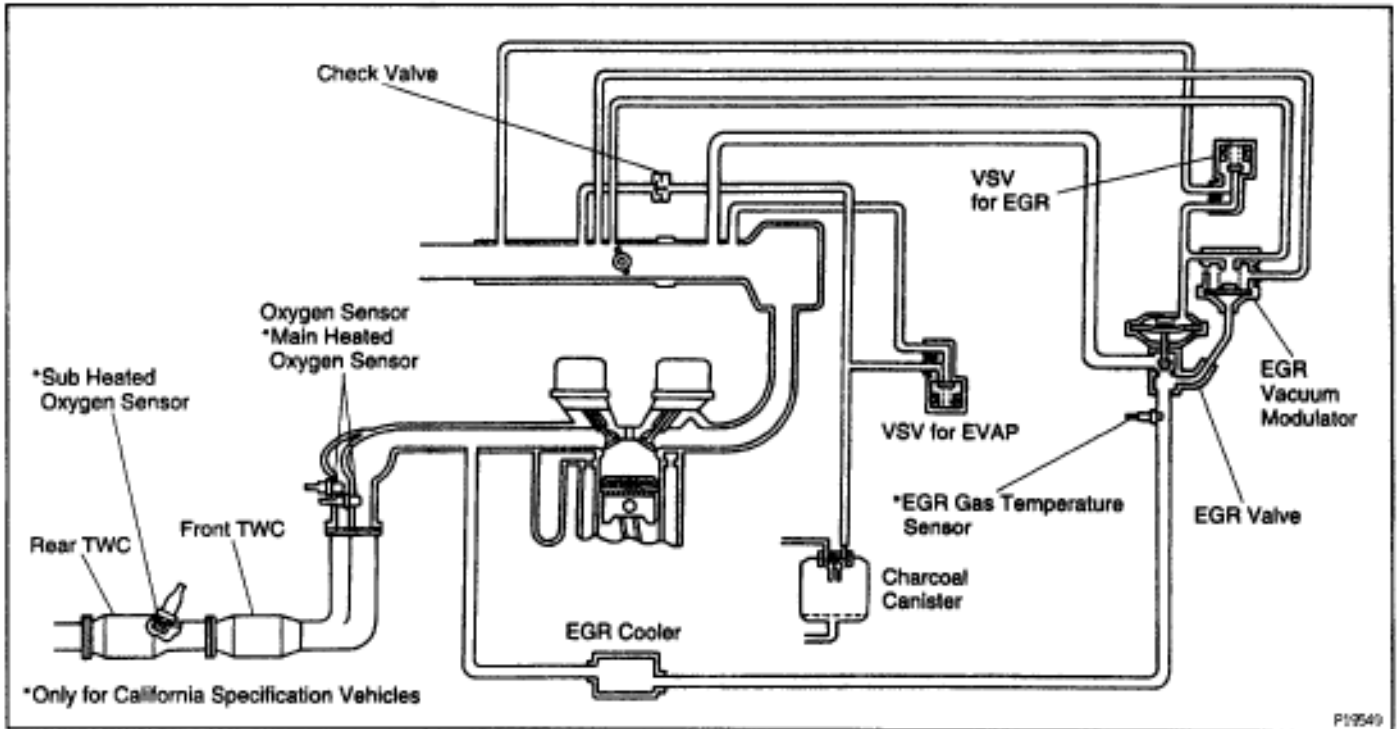 Check Valve
VSV
for EGR
Oxygen Sensor
*Main Heated
Oxygen Sensor
*Sub Heated
Oxygen Sensor
EGR
Vacuum
Modulator
VSV for EVAP
*EGR Gas Temperature
Sensor
EGR Valve
Rear TWC
Front TWC
Charcoal
Canister
EGR Cooler
*Only for California Specification Vehicles
P19549